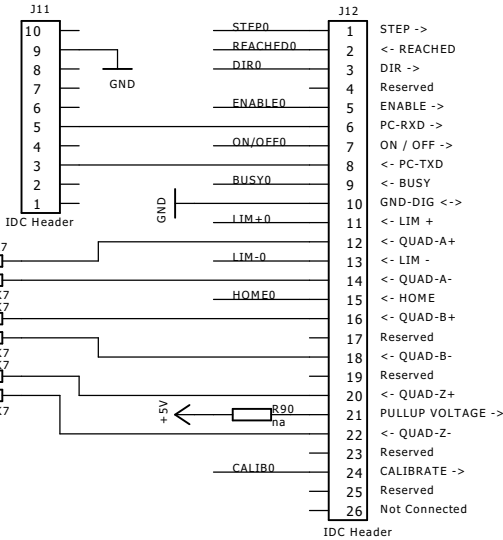 J11
10
9
8
7
6
5
4
3
2
1
IDC Header
GND
J12
STEP0 1 STEP ->
REACHED0 2 <- REACHED
DIR0 3 DIR ->
4 Reserved
ENABLE0 5 ENABLE ->
6 PC-RXD ->
ON/OFF0 7 ON / OFF ->
8 <- PC-TXD
BUSY0 9 <- BUSY
GND 10 GND-DIG <->
LIM+0 11 <- LIM +
12 <- QUAD-A+
LIM-0 13 <- LIM -
14 <- QUAD-A-
HOME0 15 <- HOME
16 <- QUAD-B+
17 Reserved
18 <- QUAD-B-
19 Reserved
20 <- QUAD-Z+
+5V R90 21 PULLUP VOLTAGE ->
na
22 <- QUAD-Z-
23 Reserved
CALIB0 24 CALIBRATE ->
25 Reserved
26 Not Connected
IDC Header